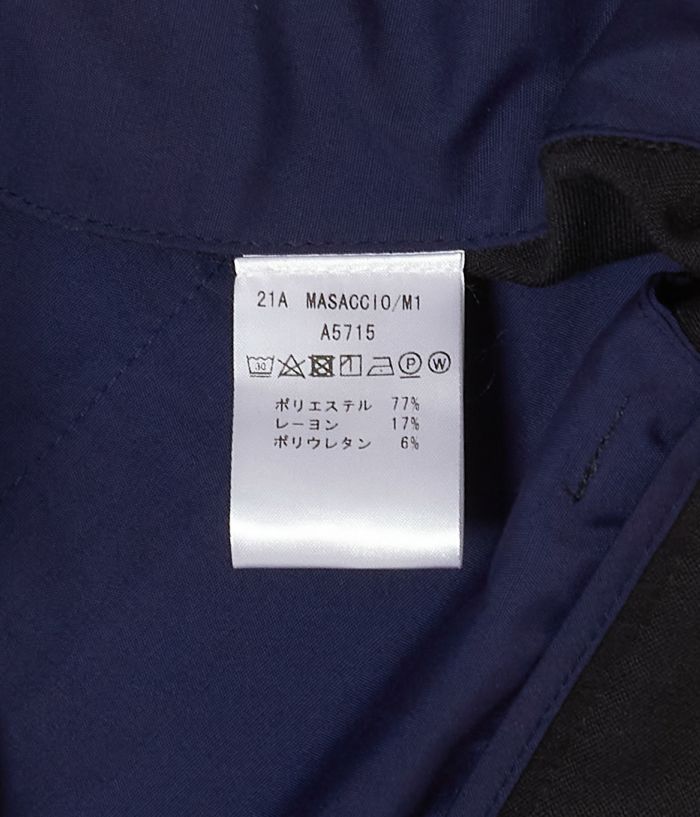 21A MASACCIO/M1
A5715
30 P W
ポリエステル 77%
レーヨン 17%
ポリウレタン 6%